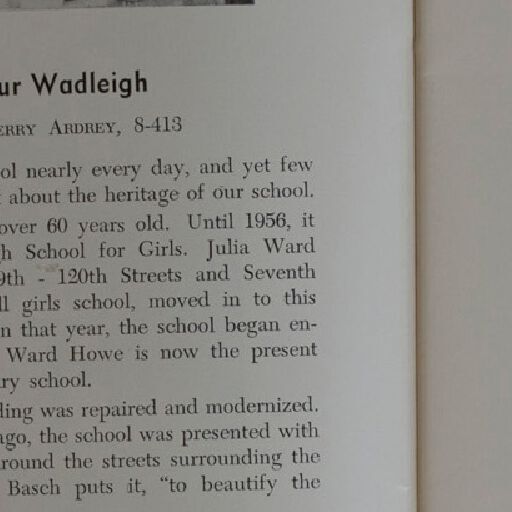 ur Wadleigh
erry Ardrey, 8-413
ol nearly every day, and yet few
about the heritage of our school.
over 60 years old. Until 1956, it
h School for Girls. Julia Ward
9th - 120th Streets and Seventh
ll girls school, moved in to this
n that year, the school began en-
Ward Howe is now the present
ry school.
ding was repaired and modernized.
ago, the school was presented with
round the streets surrounding the
Basch puts it, “to beautify the